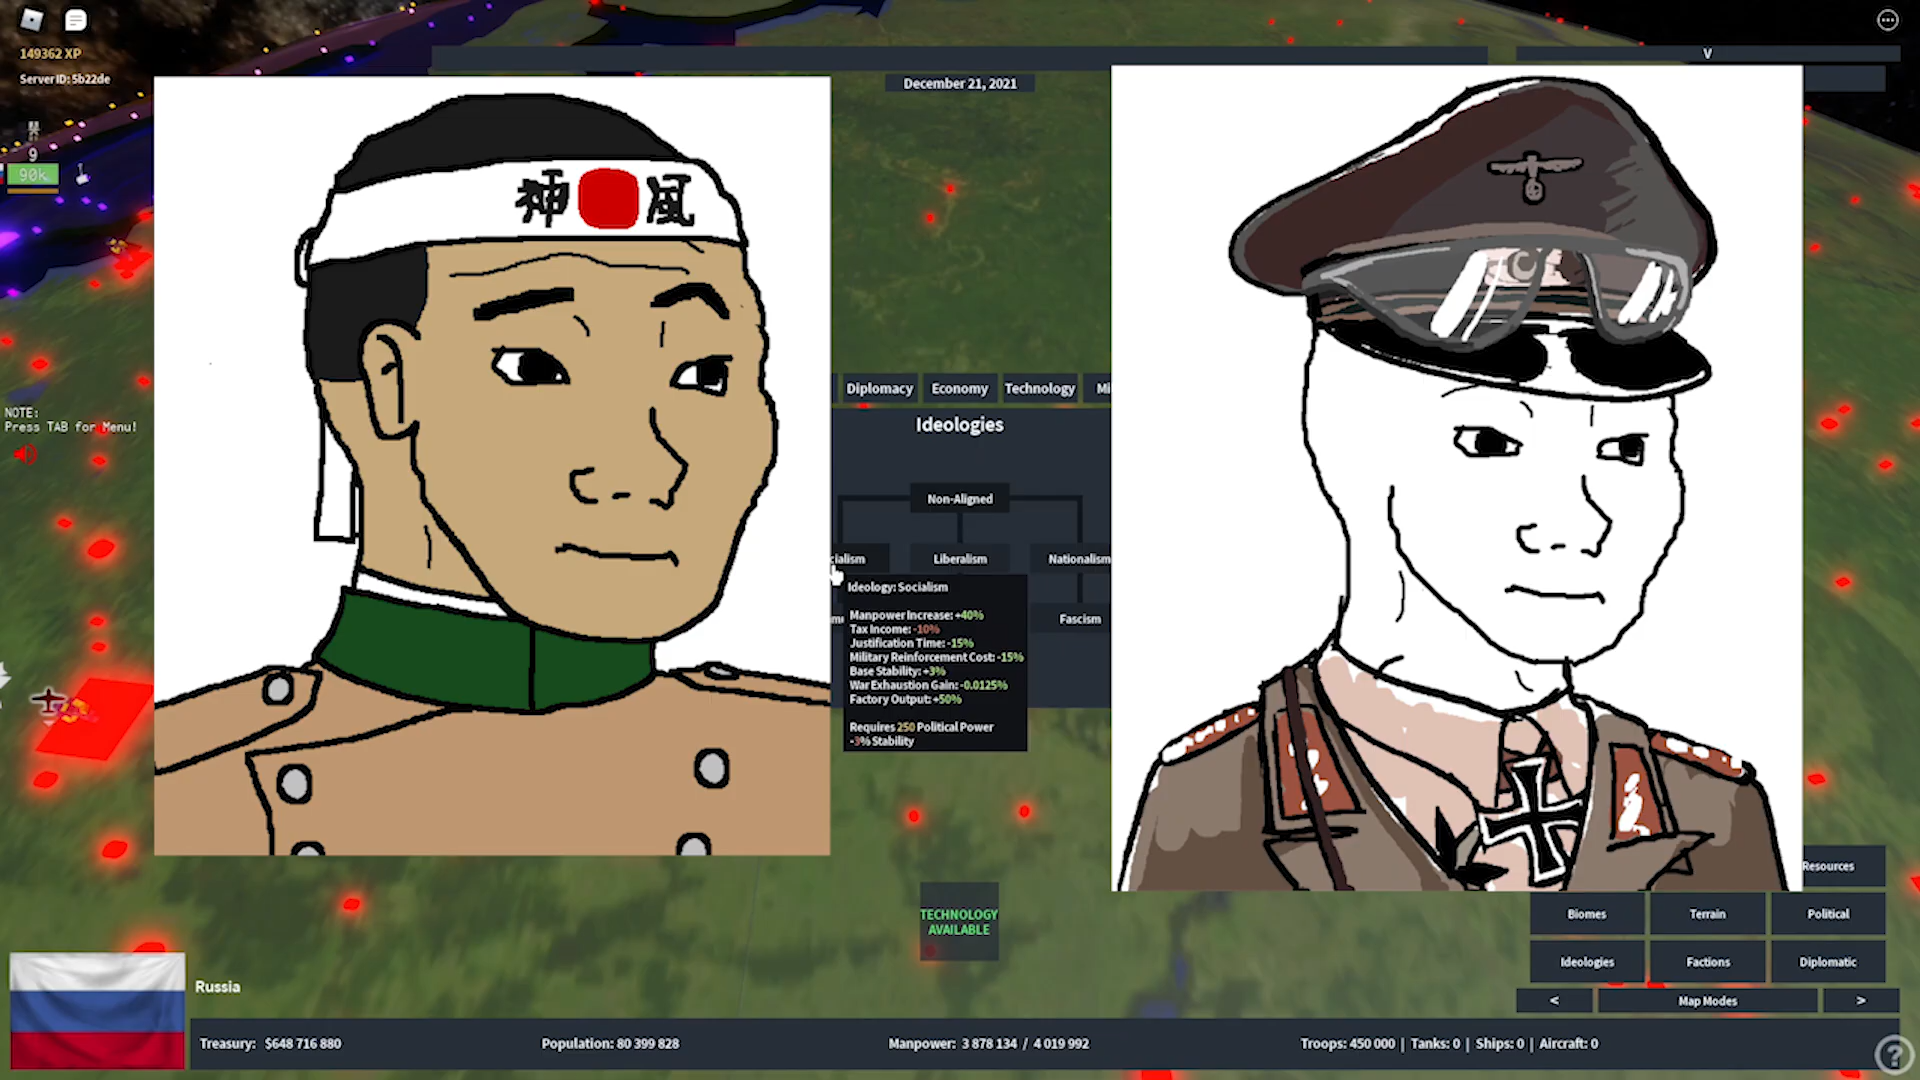 149362 XP
Server ID: 5b22de
V
December 21, 2021
神 風
9
90k
NOTE:
Press TAB for Menu!
Diplomacy
Economy
Technology
Mi
Ideologies
Non-Aligned
cialism
Liberalism
Nationalism
Fascism
Ideology: Socialism
Manpower Increase: +40%
Tax Income: -10%
Justification Time: -15%
Military Reinforcement Cost: -15%
Base Stability: +3%
War Exhaustion Gain: -0.0125%
Factory Output: +50%
Requires 250 Political Power
-3% Stability
TECHNOLOGY
AVAILABLE
Resources
Biomes
Terrain
Political
Ideologies
Factions
Diplomatic
<
Map Modes
>
Russia
Treasury: $648 716 880
Population: 80 399 828
Manpower: 3 878 134 / 4 019 992
Troops: 450 000 | Tanks: 0 | Ships: 0 | Aircraft: 0
?